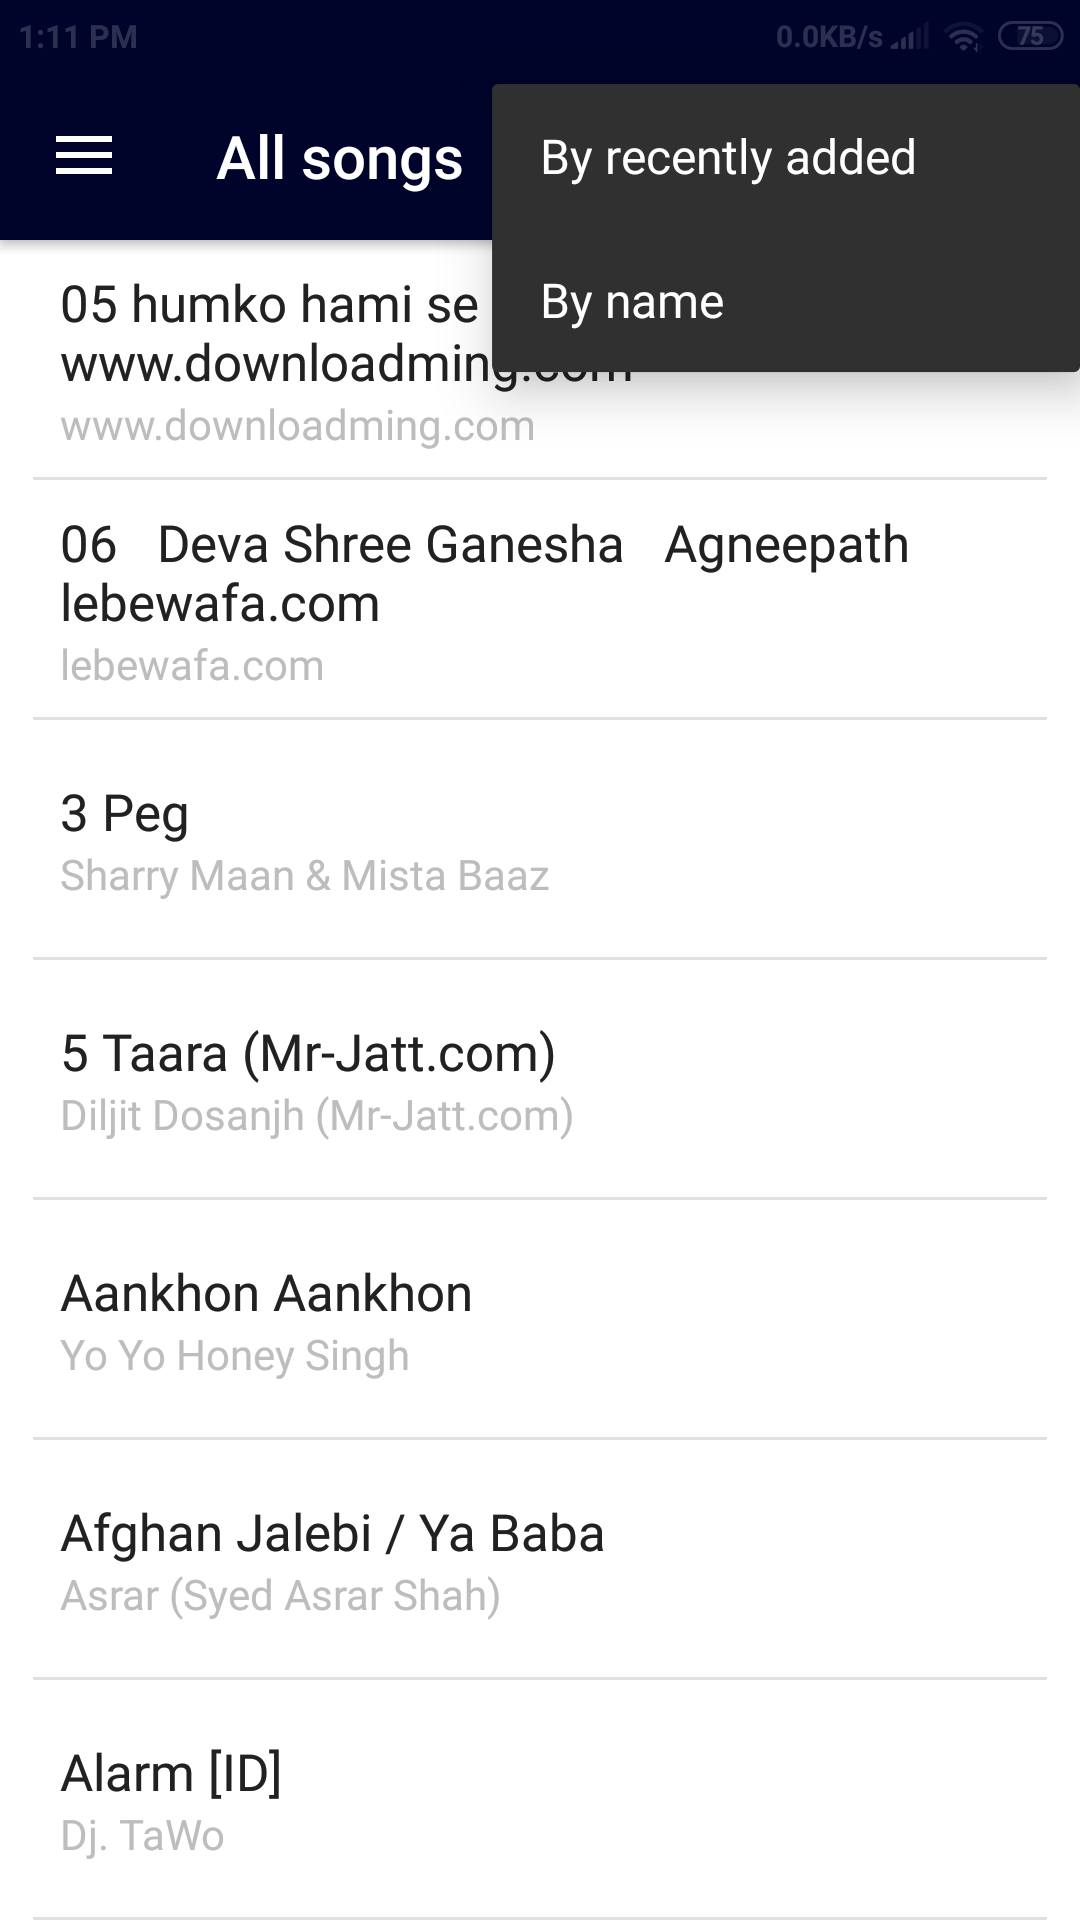 1:11 PM 0.0KB/s 75
All songs
By recently added
By name
05 humko hami se
www.downloadming.com
www.downloadming.com
06   Deva Shree Ganesha   Agneepath
lebewafa.com
lebewafa.com
3 Peg
Sharry Maan & Mista Baaz
5 Taara (Mr-Jatt.com)
Diljit Dosanjh (Mr-Jatt.com)
Aankhon Aankhon
Yo Yo Honey Singh
Afghan Jalebi / Ya Baba
Asrar (Syed Asrar Shah)
Alarm [ID]
Dj. TaWo